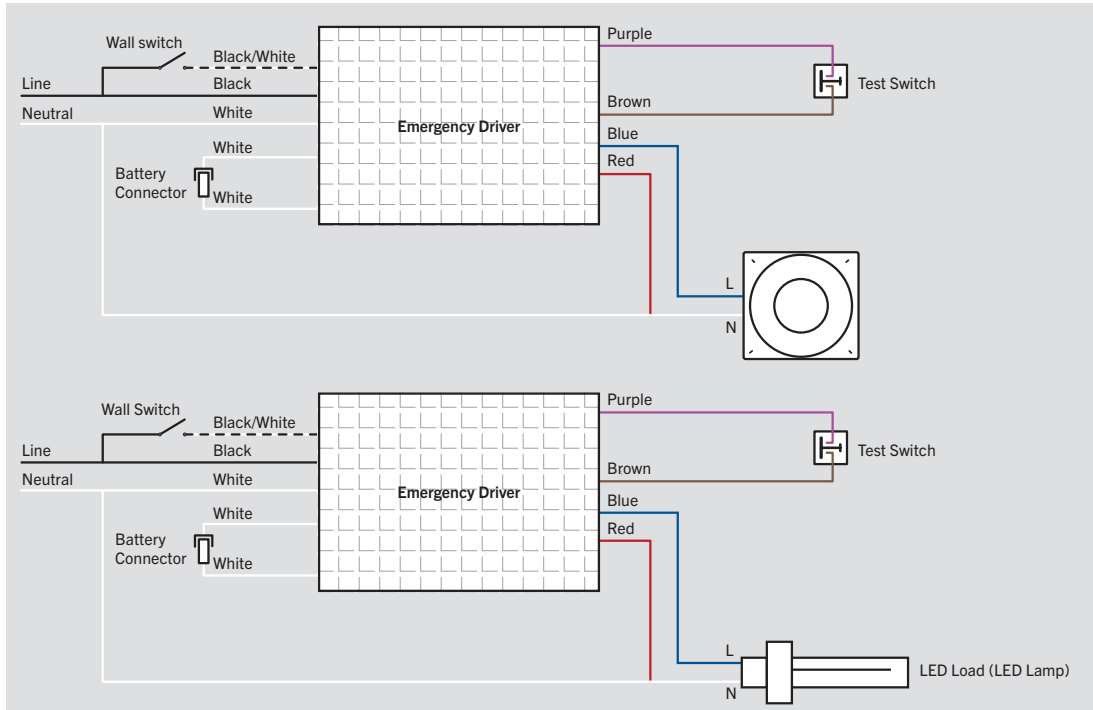 Wall switch
Black/White
Line
Black
Neutral
White
White
Battery
Connector
White
Emergency Driver
Purple
Brown
Blue
Red
Test Switch
L
N
Wall Switch
Black/White
Line
Black
Neutral
White
White
Battery
Connector
White
Emergency Driver
Purple
Brown
Blue
Red
Test Switch
L
N
LED Load (LED Lamp)